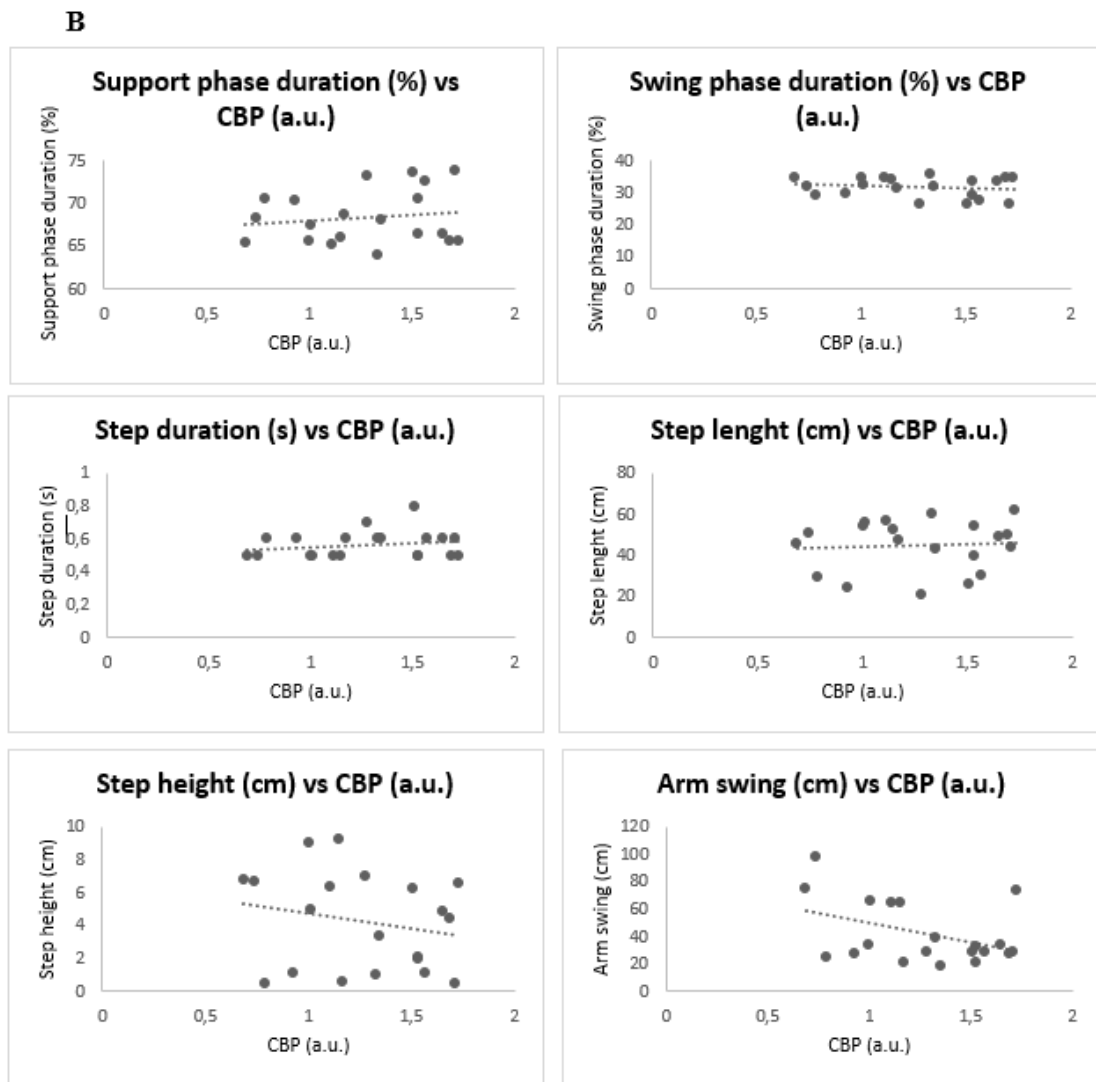 B
Support phase duration (%) vs
CBP (a.u.)
Support phase duration (%)
75
70
65
60
0 0,5 1 1,5 2
CBP (a.u.)
Swing phase duration (%) vs CBP
(a.u.)
Swing phase duration (%)
40
30
20
10
0
0 0,5 1 1,5 2
CBP (a.u.)
Step duration (s) vs CBP (a.u.)
Step duration (s)
1
0,8
0,6
0,4
0,2
0
0 0,5 1 1,5 2
CBP (a.u.)
Step lenght (cm) vs CBP (a.u.)
Step lenght (cm)
80
60
40
20
0
0 0,5 1 1,5 2
CBP (a.u.)
Step height (cm) vs CBP (a.u.)
Step height (cm)
10
8
6
4
2
0
0 0,5 1 1,5 2
CBP (a.u.)
Arm swing (cm) vs CBP (a.u.)
Arm swing (cm)
120
100
80
60
40
20
0
0 0,5 1 1,5 2
CBP (a.u.)